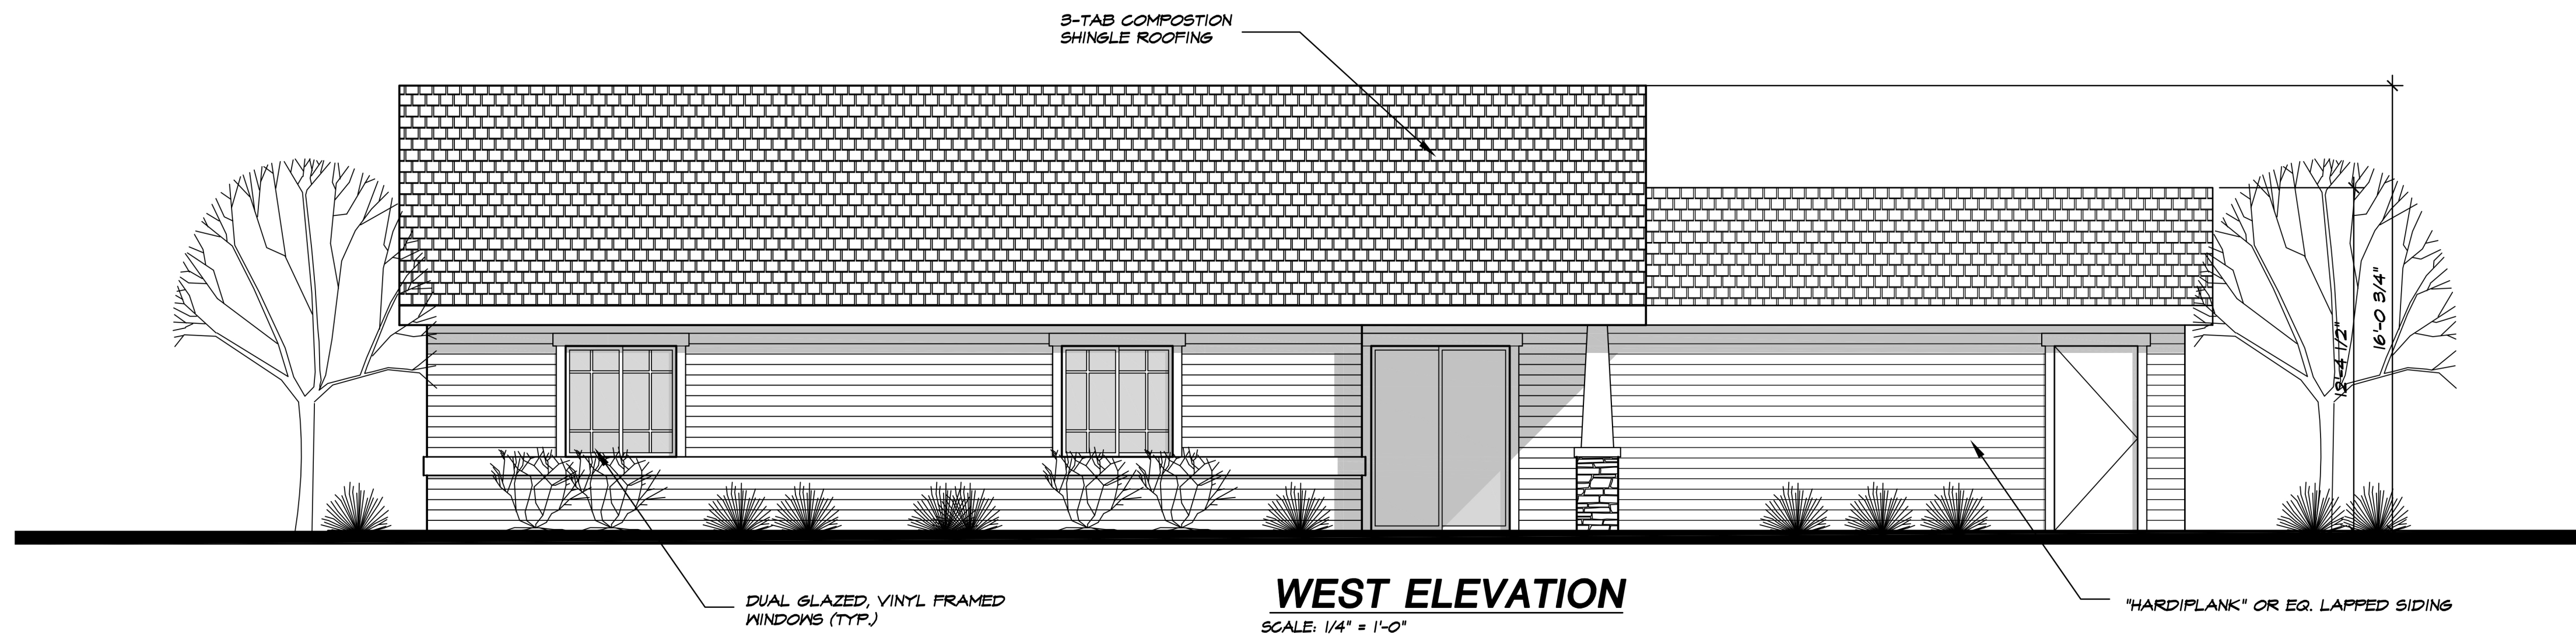 3-TAB COMPOSTION
SHINGLE ROOFING
16'-0 3/4"
12'-4 1/2"
DUAL GLAZED, VINYL FRAMED
WINDOWS (TYP.)
WEST ELEVATION
SCALE: 1/4" = 1'-0"
"HARDIPLANK" OR EQ. LAPPED SIDING